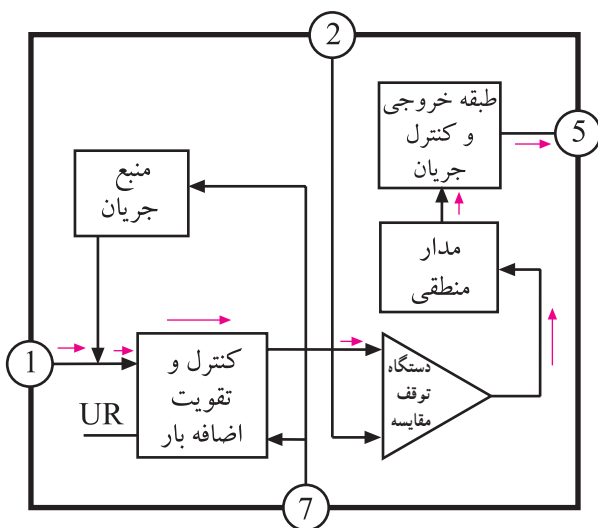 2
طبقه خروجی
و کنترل
جریان
5
منبع
جریان
مدار
منطقی
1
کنترل و
تقویت
اضافه بار
UR
دستگاه
توقف
مقایسه
7